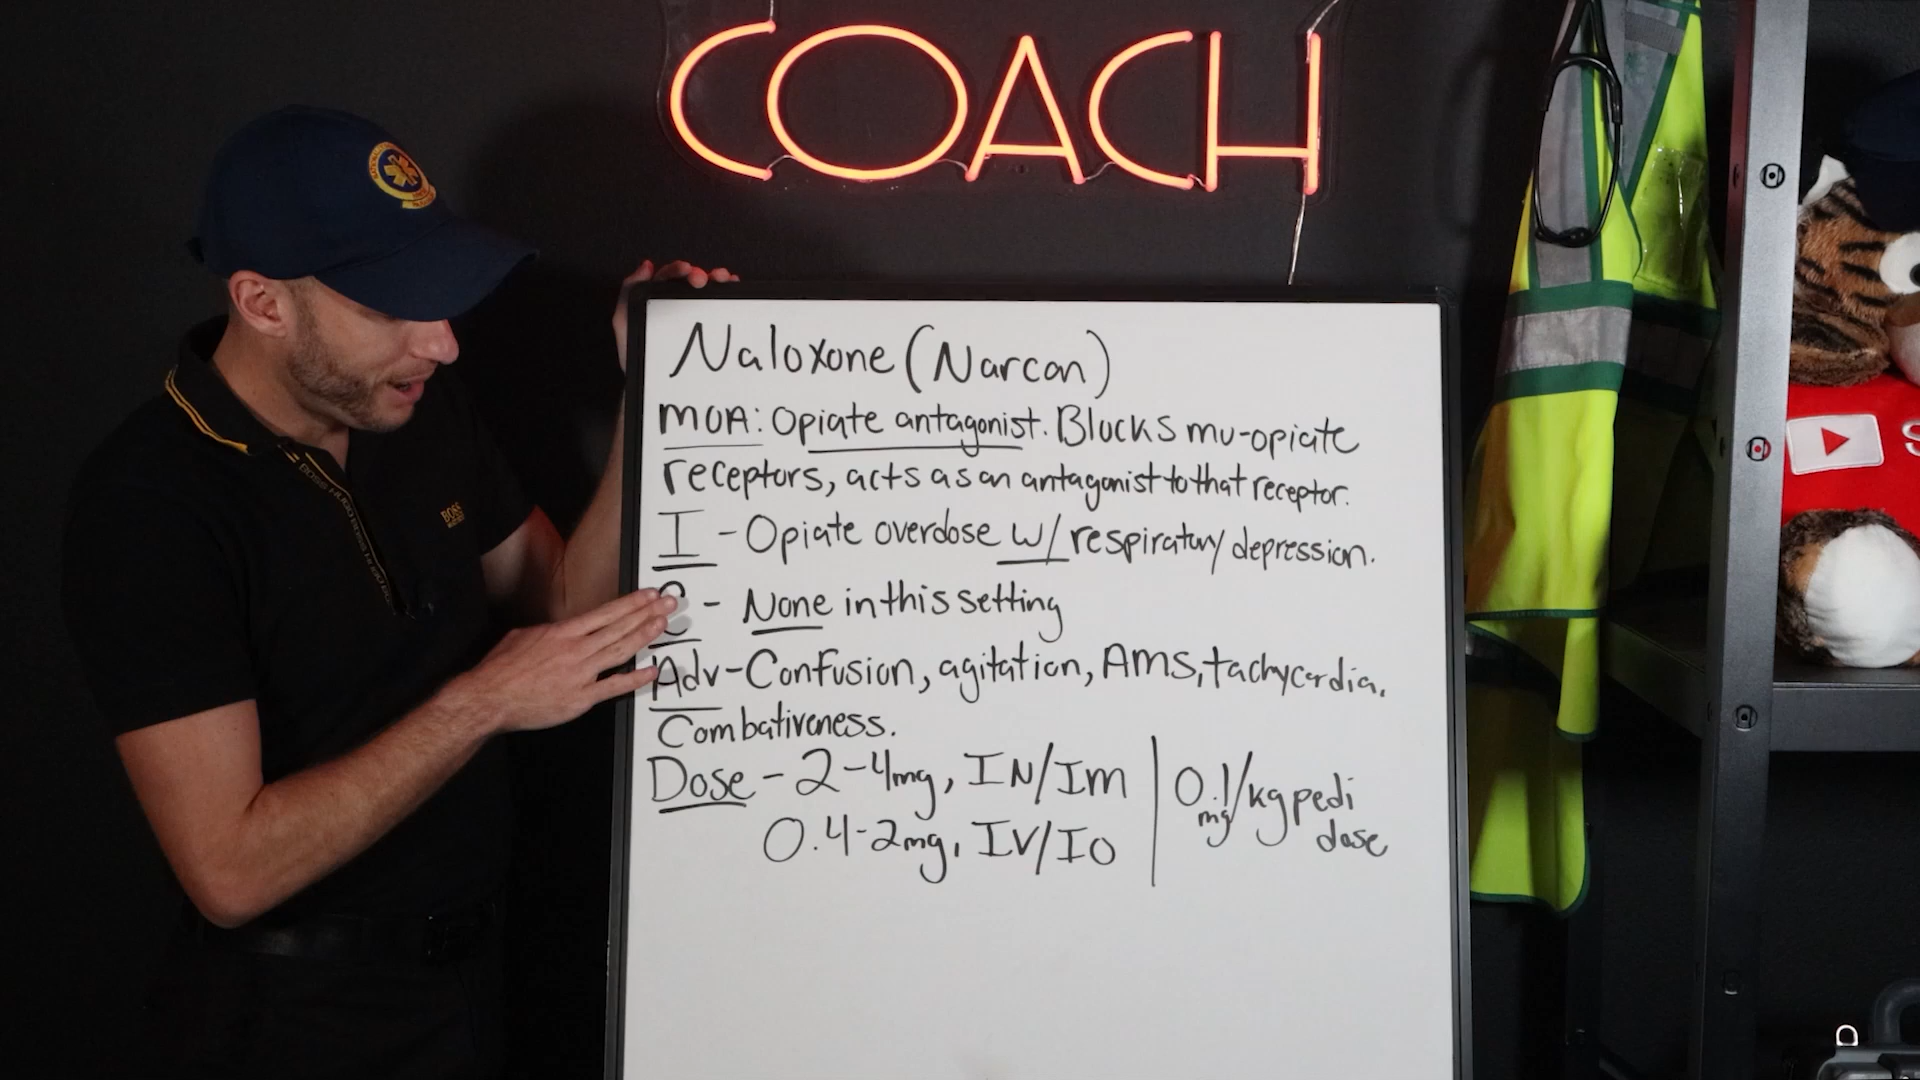 COACH
BOSS
Naloxone (Narcan)
MOA: Opiate antagonist. Blocks mu-opiate
receptors, acts as an antagonist to that receptor.
I - Opiate overdose w/ respiratory depression.
C - None in this setting
Adv - Confusion, agitation, AMS, tachycardia,
Combativeness.
Dose - 2-4mg, IN/IM
0.4-2mg, IV/IO
0.1mg/kg pedi
dose